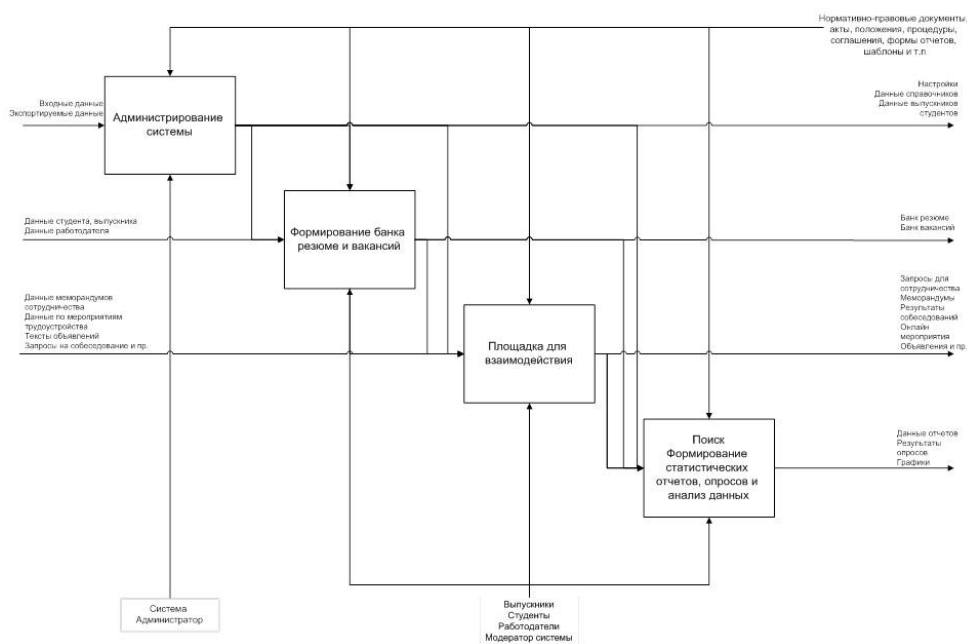 Нормативно-правовые документы,
акты, положения, процедуры,
соглашения, формы отчетов,
шаблоны и т.п
Входные данные
Экспортируемые данные
Администрирование
системы
Настройки
Данные справочников
Данные выпускников
студентов
Данные студента, выпускника
Данные работодателя
Формирование банка
резюме и вакансий
Банк резюме
Банк вакансий
Данные меморандумов
сотрудничества
Данные по мероприятиям
трудоустройства
Тексты объявлений
Запросы на собеседование и пр.
Площадка для
взаимодействия
Запросы для
сотрудничества
Меморандумы
Результаты
собеседований
Онлайн
мероприятия
Объявления и пр.
Поиск
Формирование
статистических
отчетов, опросов и
анализ данных
Данные отчетов
Результаты
опросов
Графики
Система
Администратор
Выпускники
Студенты
Работодатели
Модератор системы